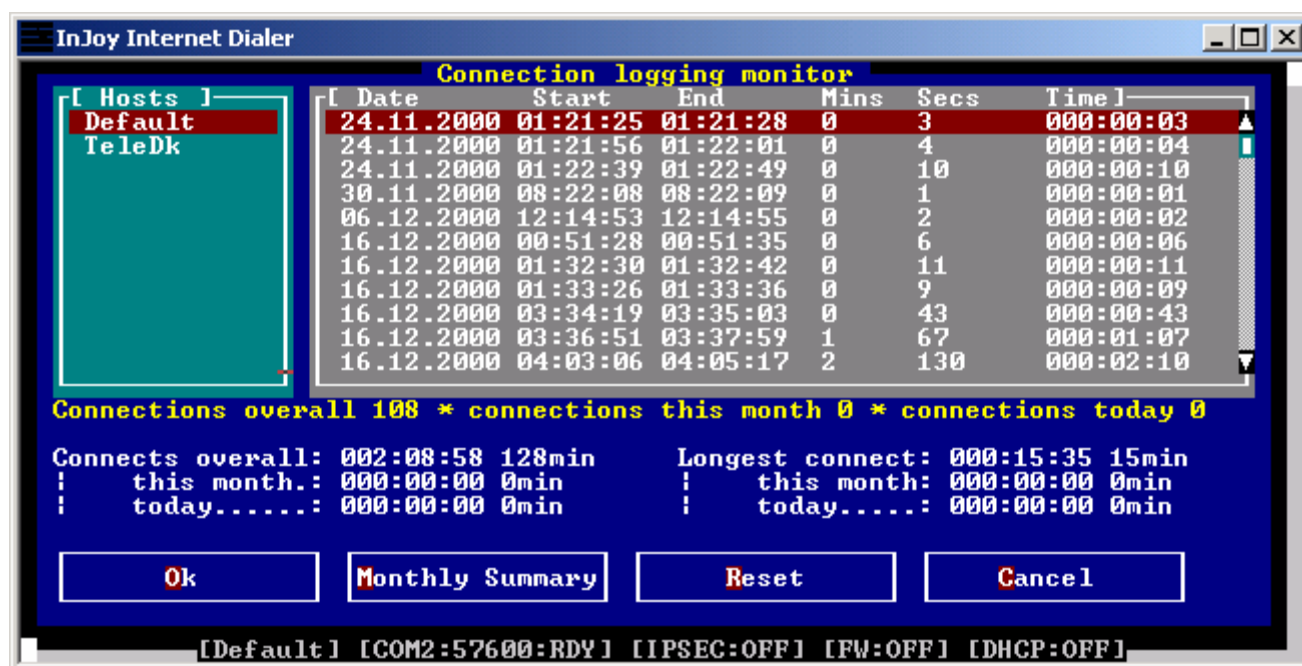 InJoy Internet Dialer
Connection logging monitor
[ Hosts ]
[ Date Start End Mins Secs Time]
Default
TeleDk
24.11.2000 01:21:25 01:21:28 0 3 000:00:03
24.11.2000 01:21:56 01:22:01 0 4 000:00:04
24.11.2000 01:22:39 01:22:49 0 10 000:00:10
30.11.2000 08:22:08 08:22:09 0 1 000:00:01
06.12.2000 12:14:53 12:14:55 0 2 000:00:02
16.12.2000 00:51:28 00:51:35 0 6 000:00:06
16.12.2000 01:32:30 01:32:42 0 11 000:00:11
16.12.2000 01:33:26 01:33:36 0 9 000:00:09
16.12.2000 03:34:19 03:35:03 0 43 000:00:43
16.12.2000 03:36:51 03:37:59 1 67 000:01:07
16.12.2000 04:03:06 04:05:17 2 130 000:02:10
Connections overall 108 * connections this month 0 * connections today 0
Connects overall: 002:08:58 128min Longest connect: 000:15:35 15min
¦ this month.: 000:00:00 0min ¦ this month: 000:00:00 0min
¦ today......: 000:00:00 0min ¦ today.....: 000:00:00 0min
Ok Monthly Summary Reset Cancel
[Default] [COM2:57600:RDY] [IPSEC:OFF] [FW:OFF] [DHCP:OFF]